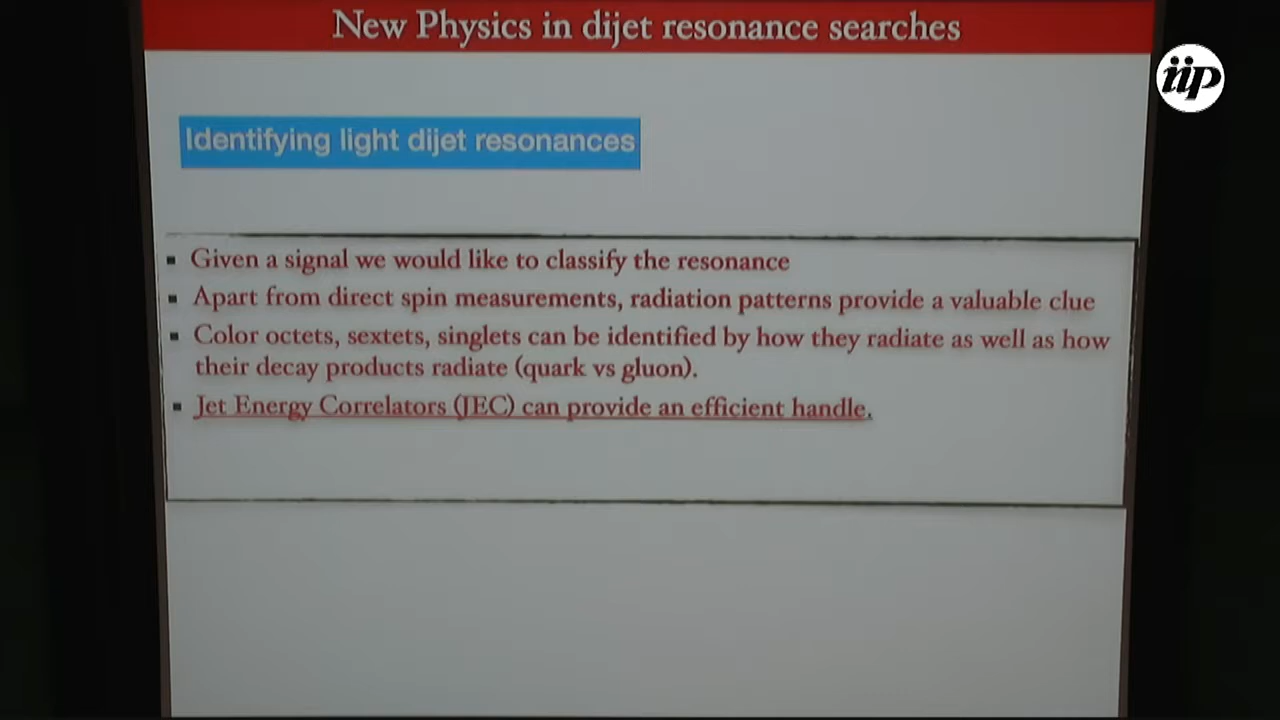 New Physics in dijet resonance searches
iip
Identifying light dijet resonances
▪ Given a signal we would like to classify the resonance
▪ Apart from direct spin measurements, radiation patterns provide a valuable clue
▪ Color octets, sextets, singlets can be identified by how they radiate as well as how
their decay products radiate (quark vs gluon).
▪ Jet Energy Correlators (JEC) can provide an efficient handle.